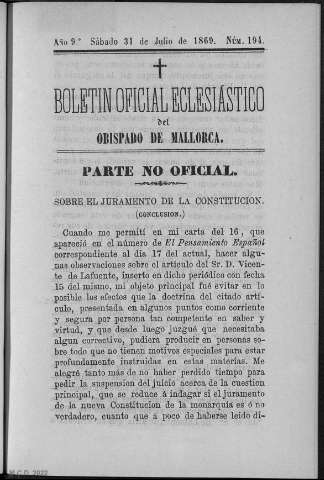 Año 9.º Sábado 31 de Julio de 1869. NÚM. 194.
BOLETIN OFICIAL ECLESIÁSTICO
del
OBISPADO DE MALLORCA.
PARTE NO OFICIAL.
SOBRE EL JURAMENTO DE LA CONSTITUCION.
(CONCLUSION.)
Cuando me permití en mi carta del 16, que
apareció en el número de El Pensamiento Español
correspondiente al dia 17 del actual, hacer algu-
nas observaciones sobre el artículo del Sr. D. Vicen-
te de Lafuente, inserto en dicho periódico con fecha
15 del mismo, mi objeto principal fué evitar en lo
posible los efectos que la doctrina del citado artí-
culo, presentada en algunos puntos como corriente
y segura por persona tan competente en saber y
virtud, y que desde luego juzgué que necesitaba
algun correctivo, pudiera producir en personas so-
bre todo que no tienen motivos especiales para estar
profundamente instruidas en estas materias. Me
alegré tanto más de no haber perdido tiempo para
pedir la suspension del juicio acerca de la cuestion
principal, que se reduce á indagar si el juramento
de la nueva Constitucion de la monarquía es ó no
verdadero, cuanto que á poco de haberse leido di-
M.C.D. 2022